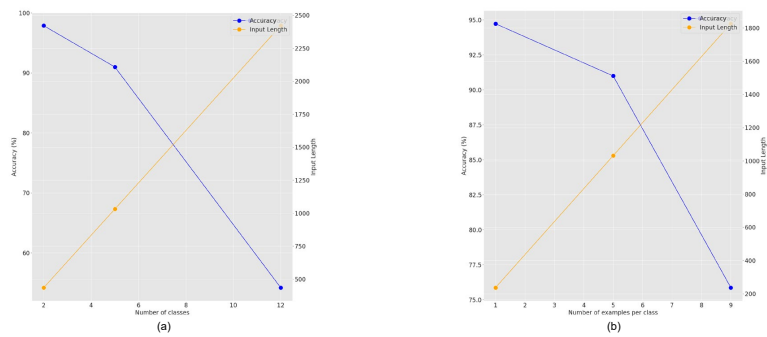 100
90
80
70
60
Accuracy (%)
2 4 6 8 10 12
Number of classes
2500
2250
2000
1750
1500
1250
1000
750
500
Input Length
Accuracy
Input Length
(a)
95.0
92.5
90.0
87.5
85.0
82.5
80.0
77.5
75.0
Accuracy (%)
1 2 3 4 5 6 7 8 9
Number of examples per class
1800
1600
1400
1200
1000
800
600
400
200
Input Length
Accuracy
Input Length
(b)